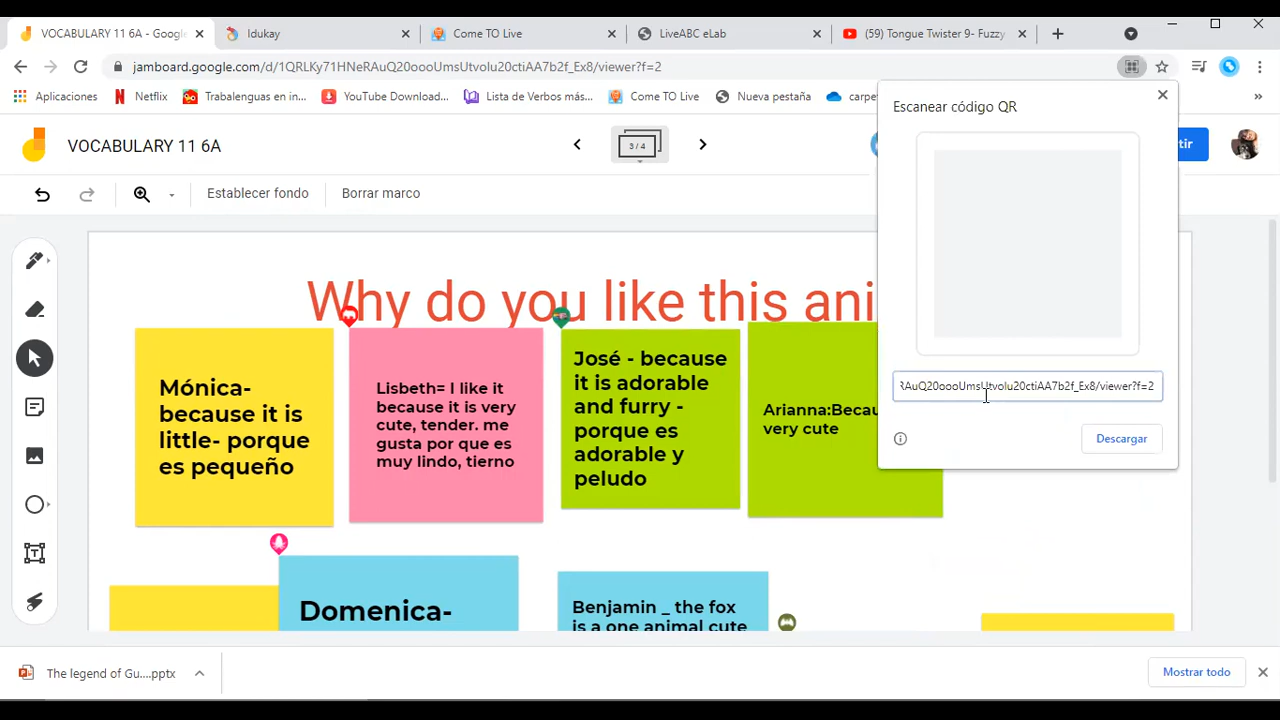 VOCABULARY 11 6A - Google
Idukay
Come TO Live
LiveABC eLab
(59) Tongue Twister 9- Fuzzy
jamboard.google.com/d/1QRLKy71HNeRAuQ20oooUmsUtvolu20ctiAA7b2f_Ex8/viewer?f=2
Aplicaciones
Netflix
Trabalenguas en in...
YouTube Download...
Lista de Verbos más...
Come TO Live
Nueva pestaña
carpet
»
Escanear código QR
VOCABULARY 11 6A
3 / 4
tir
Establecer fondo
Borrar marco
Why do you like this ani
Mónica-
because it is
little- porque
es pequeño
Lisbeth= I like it
because it is very
cute, tender. me
gusta por que es
muy lindo, tierno
José - because
it is adorable
and furry -
porque es
adorable y
peludo
Arianna:Becau
very cute
RAuQ20oooUmsUtvolu20ctiAA7b2f_Ex8/viewer?f=2
Descargar
Domenica-
Benjamin _ the fox
is a one animal cute
The legend of Gu....pptx
Mostrar todo